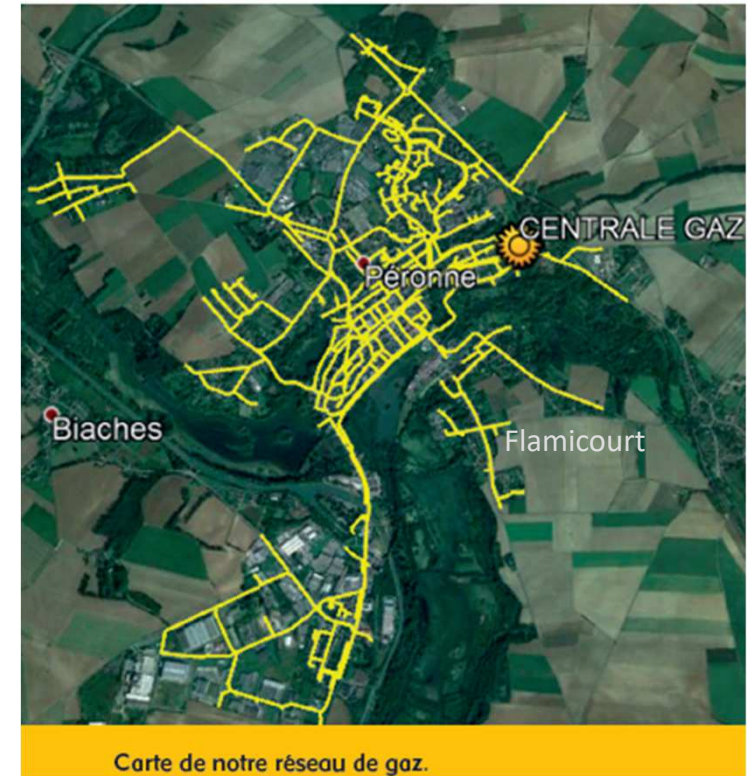 CENTRALE GAZ
Péronne
Biaches
Flamicourt
Carte de notre réseau de gaz.